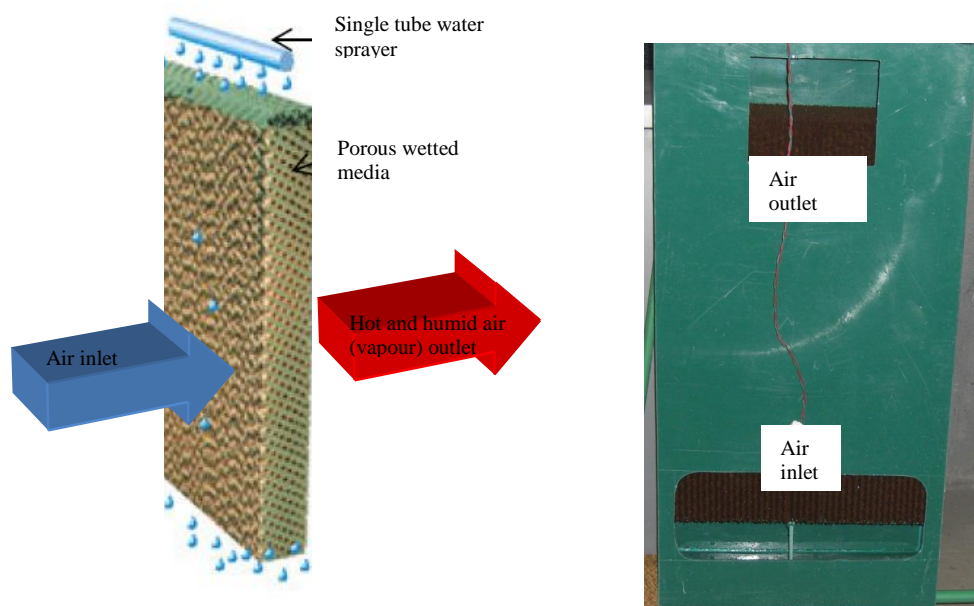 Single tube water
sprayer
Porous wetted
media
Air inlet
Hot and humid air
(vapour) outlet
Air
outlet
Air
inlet